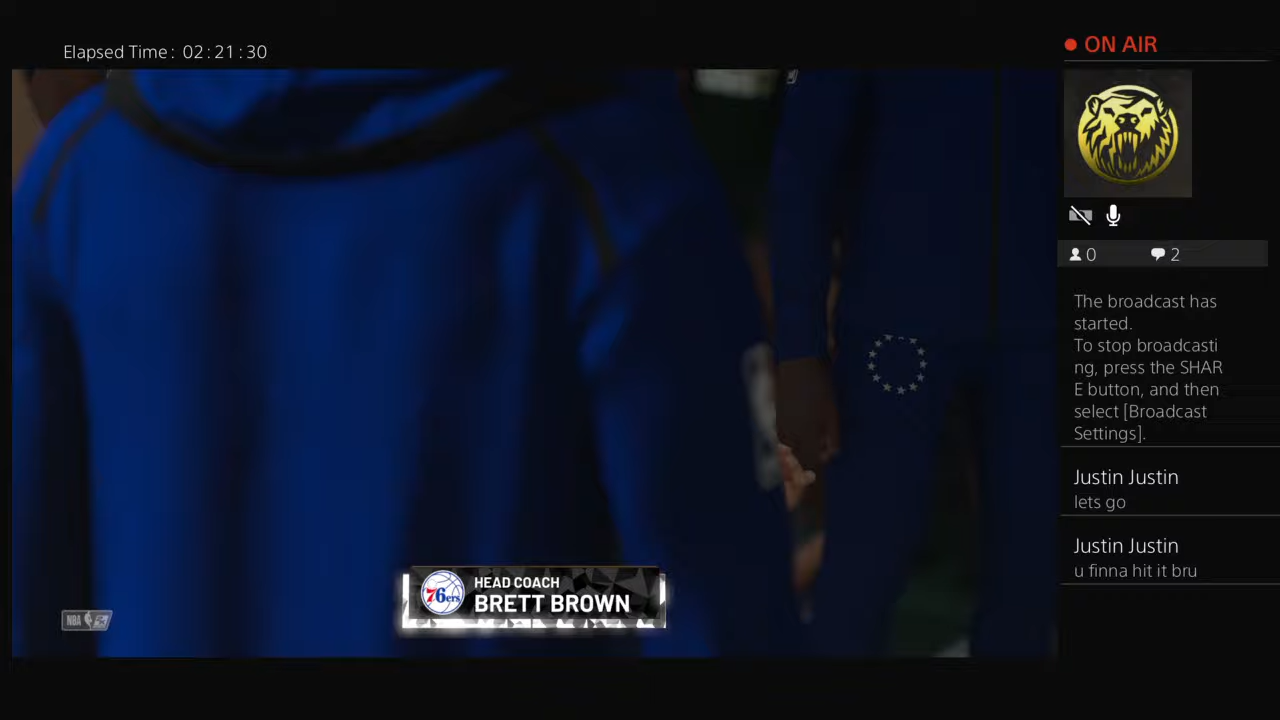 Elapsed Time: 02:21:30
ON AIR
0
2
The broadcast has
started.
To stop broadcasti
ng, press the SHAR
E button, and then
select [Broadcast
Settings].
Justin Justin
lets go
Justin Justin
u finna hit it bru
HEAD COACH
76ers
BRETT BROWN
NBA 2K